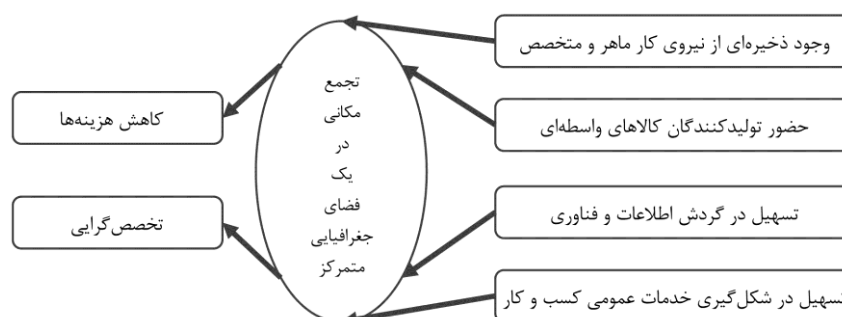 وجود ذخیره‌ای از نیروی کار ماهر و متخصص
حضور تولیدکنندگان کالاهای واسطه‌ای
تسهیل در گردش اطلاعات و فناوری
تسهیل در شکل‌گیری خدمات عمومی کسب و کار
تجمع
مکانی
در
یک
فضای
جغرافیایی
متمرکز
کاهش هزینه‌ها
تخصص‌گرایی